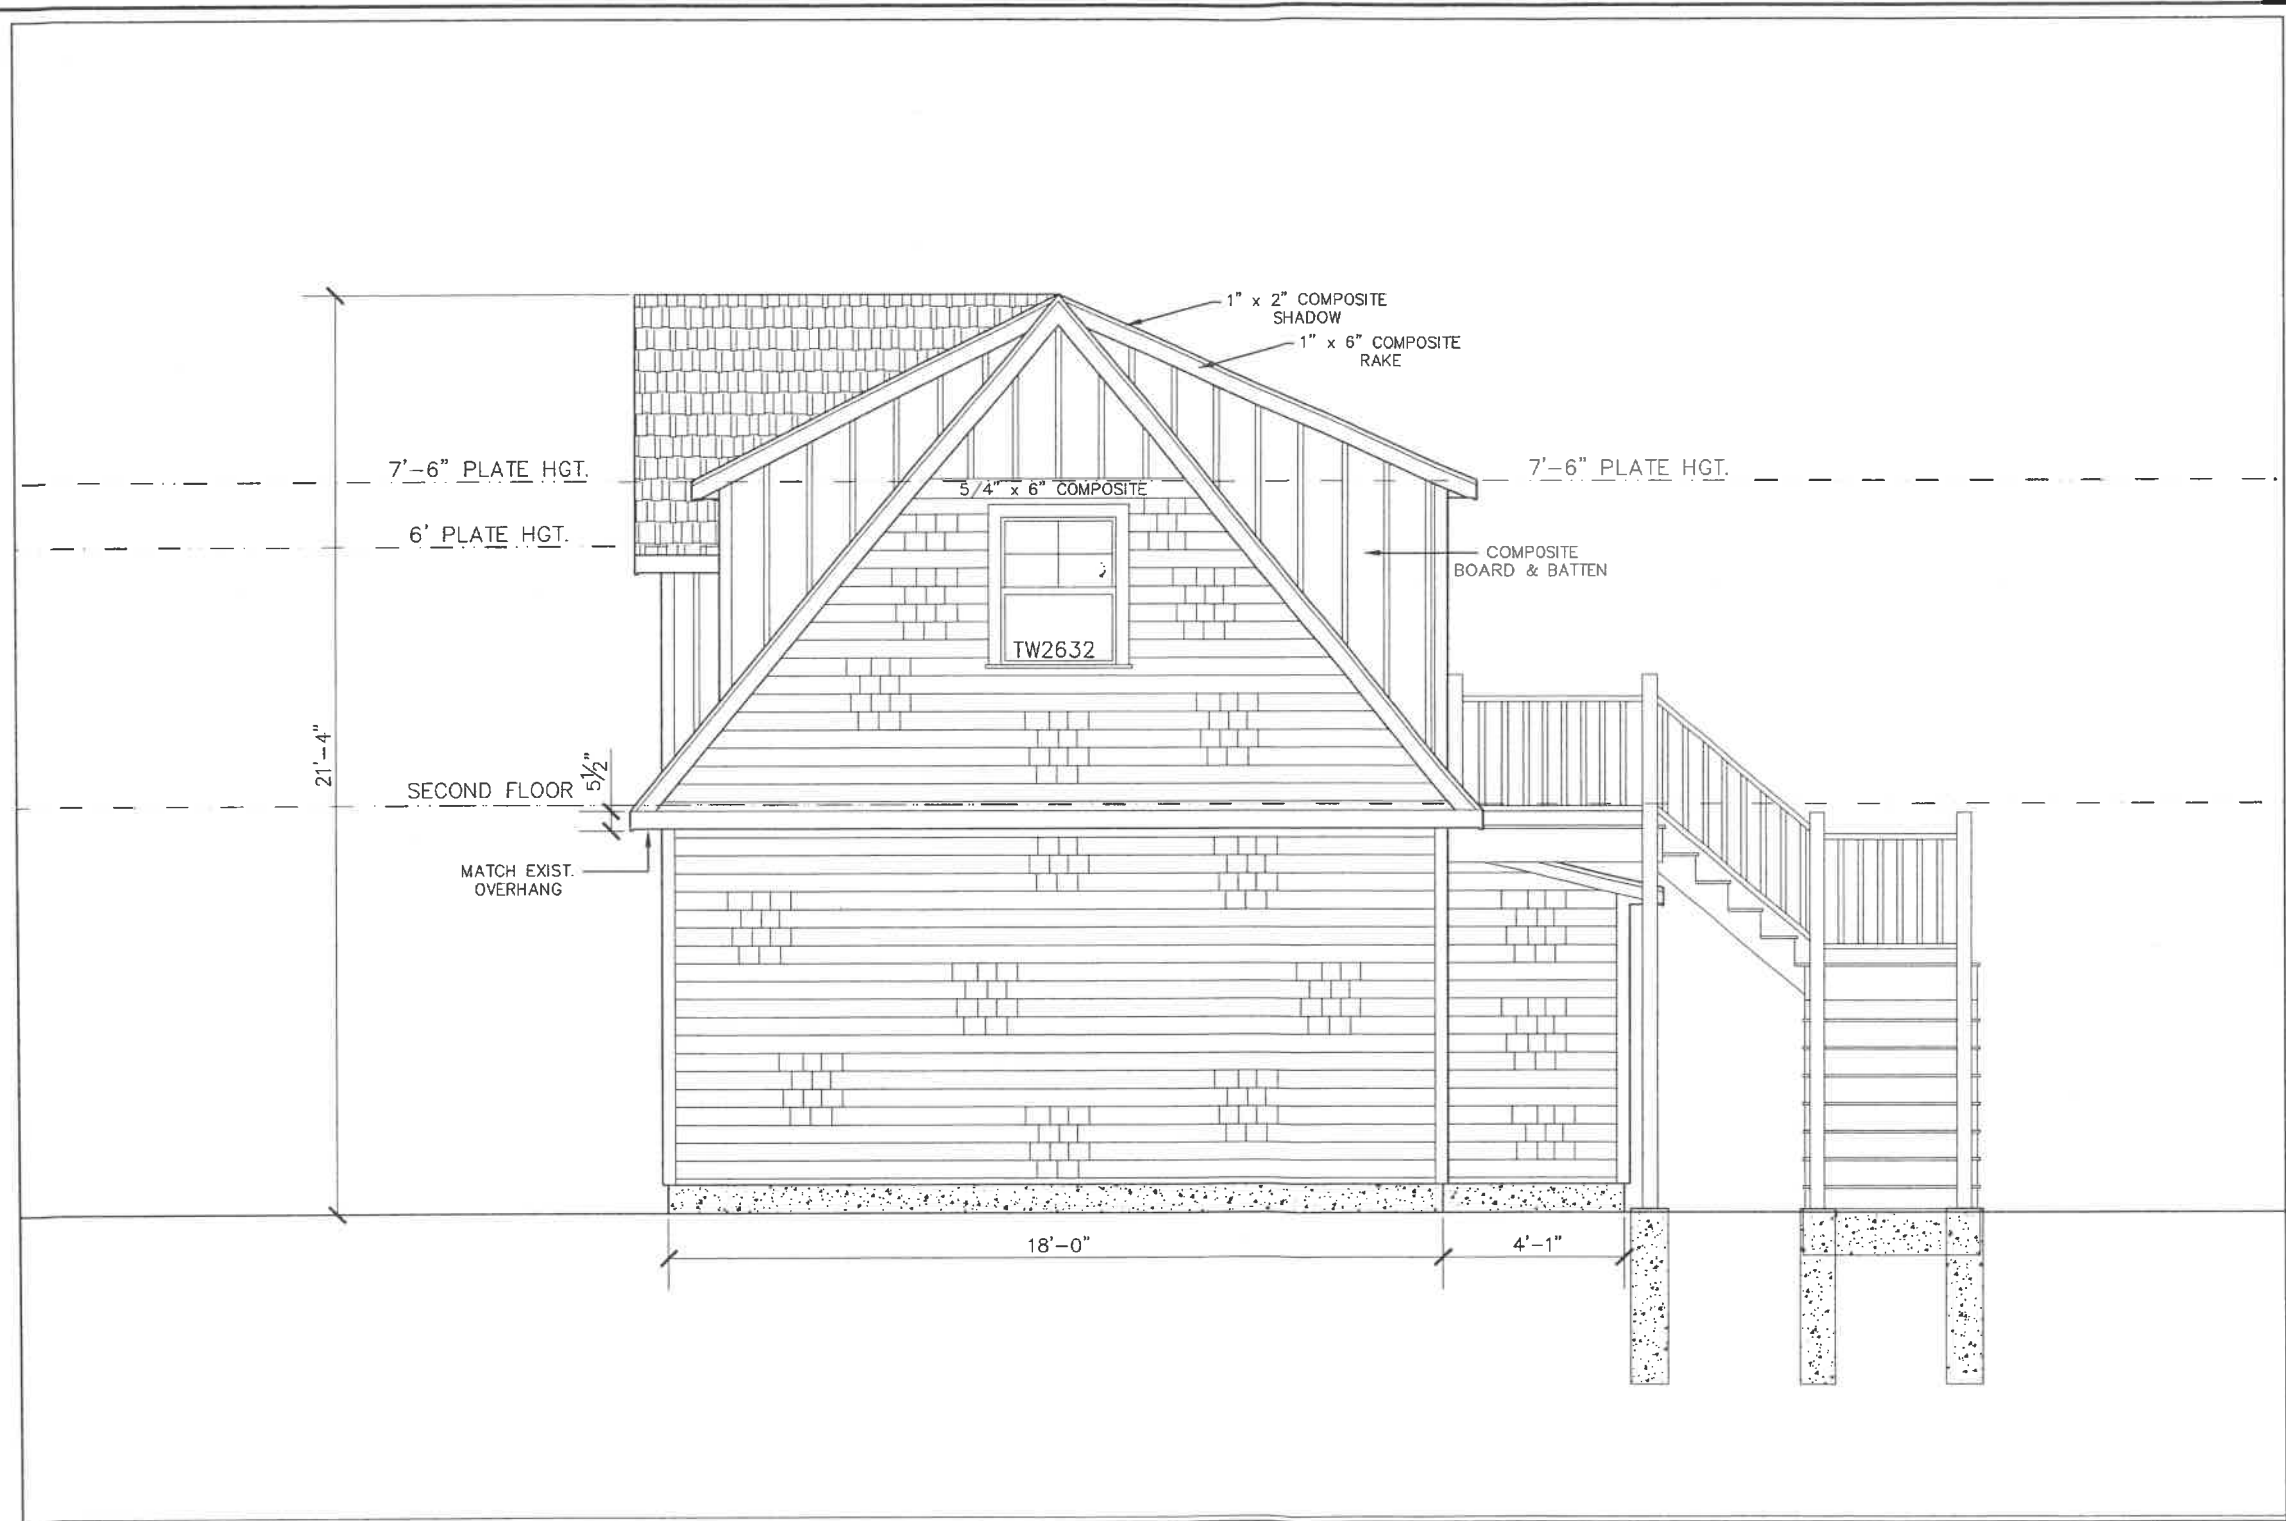 1" x 2" COMPOSITE
SHADOW
1" x 6" COMPOSITE
RAKE
7'-6" PLATE HGT.
7'-6" PLATE HGT.
5/4" x 6" COMPOSITE
6' PLATE HGT.
COMPOSITE
BOARD & BATTEN
TW2632
21'-4"
SECOND FLOOR
5½"
MATCH EXIST.
OVERHANG
18'-0"
4'-1"